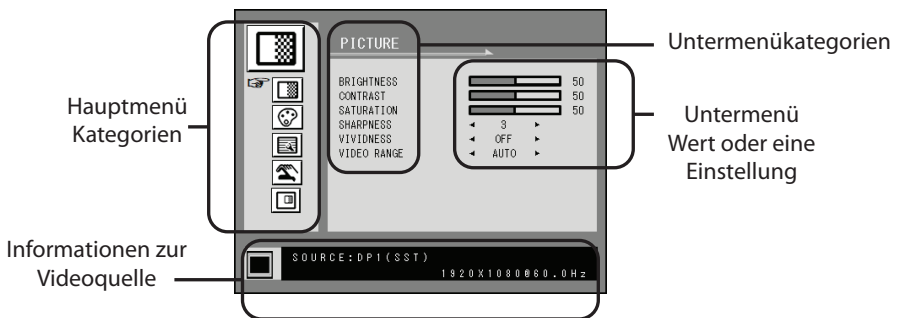 Hauptmenü
Kategorien
PICTURE
BRIGHTNESS 50
CONTRAST 50
SATURATION 50
SHARPNESS 3
VIVIDNESS OFF
VIDEO RANGE AUTO
Untermenükategorien
Untermenü
Wert oder eine
Einstellung
Informationen zur
Videoquelle
SOURCE:DP1(SST)
1920X1080@60.0Hz